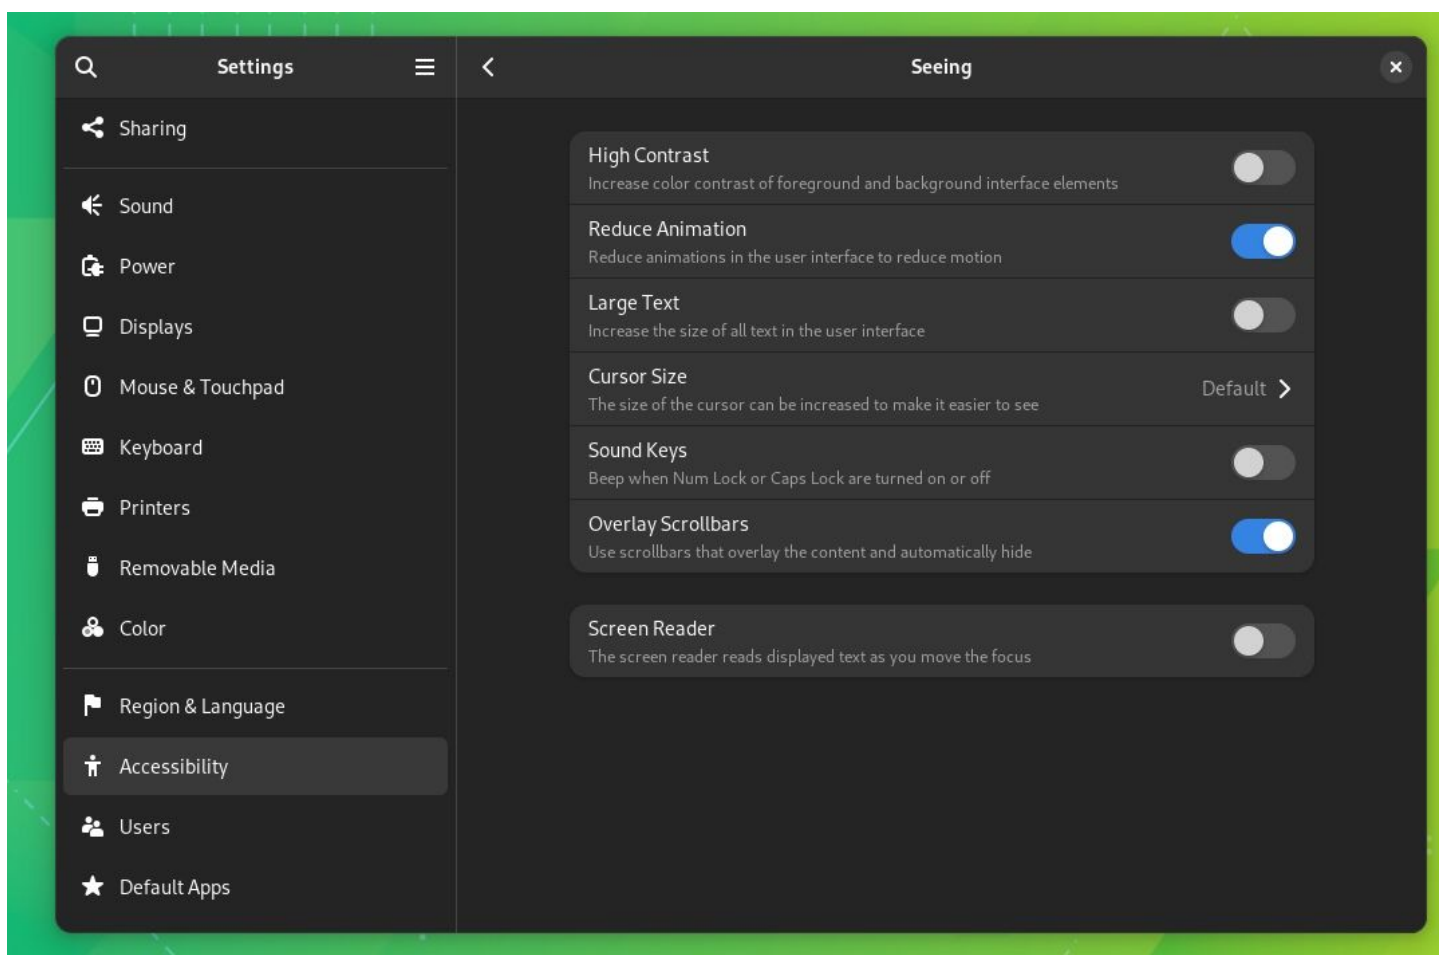 Settings
Sharing
Sound
Power
Displays
Mouse & Touchpad
Keyboard
Printers
Removable Media
Color
Region & Language
Accessibility
Users
Default Apps
Seeing
High Contrast
Increase color contrast of foreground and background interface elements
Reduce Animation
Reduce animations in the user interface to reduce motion
Large Text
Increase the size of all text in the user interface
Cursor Size
The size of the cursor can be increased to make it easier to see
Default
Sound Keys
Beep when Num Lock or Caps Lock are turned on or off
Overlay Scrollbars
Use scrollbars that overlay the content and automatically hide
Screen Reader
The screen reader reads displayed text as you move the focus